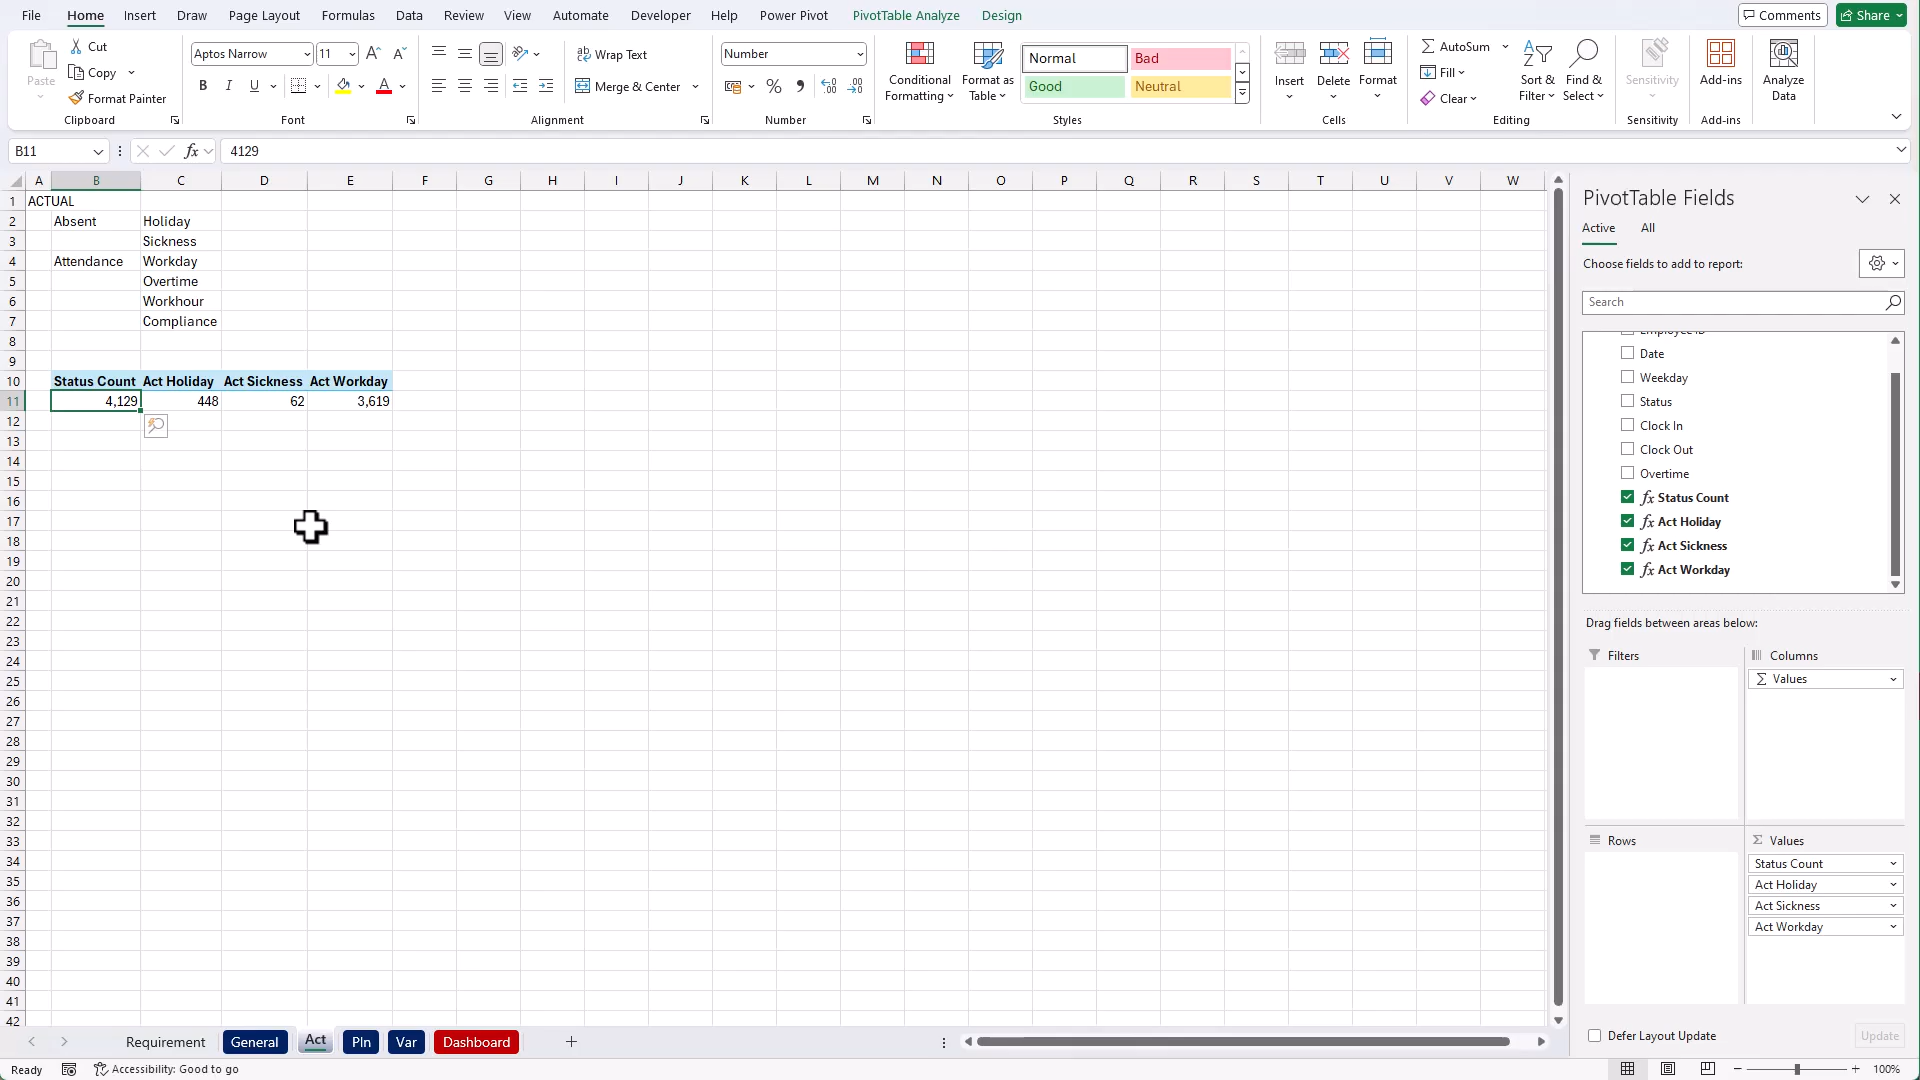 File Home Insert Draw Page Layout Formulas Data Review View Automate Developer Help Power Pivot PivotTable Analyze Design Comments Share
Paste Cut Copy Format Painter Clipboard
Aptos Narrow 11 B I U A Font
Wrap Text Merge & Center Alignment
Number % Number
Conditional Formatting Format as Table Normal Bad Good Neutral Styles
Insert Delete Format Cells
AutoSum Fill Clear Sort & Filter Find & Select Editing
Sensitivity Sensitivity
Add-ins Add-ins
Analyze Data
B11 fx 4129
A B C D E F G H I J K L M N O P Q R S T U V W
1 ACTUAL
2 Absent Holiday
3 Sickness
4 Attendance Workday
5 Overtime
6 Workhour
7 Compliance
8
9
10 Status Count Act Holiday Act Sickness Act Workday
11 4,129 448 62 3,619
12
13
14
15
16
17
18
19
20
21
22
23
24
25
26
27
28
29
30
31
32
33
34
35
36
37
38
39
40
41
42
PivotTable Fields
Active All
Choose fields to add to report:
Search
Employee ID
Date
Weekday
Status
Clock In
Clock Out
Overtime
fx Status Count
fx Act Holiday
fx Act Sickness
fx Act Workday
Drag fields between areas below:
Filters Columns
Σ Values
Rows Σ Values
Status Count
Act Holiday
Act Sickness
Act Workday
Defer Layout Update Update
Requirement General Act Pln Var Dashboard +
Ready Accessibility: Good to go 100%